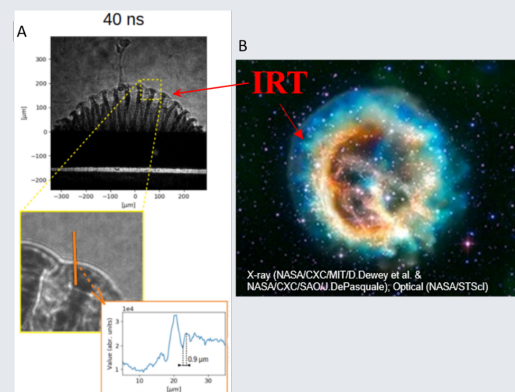 40 ns
A
B
IRT
300
200
100
0
−100
−200
[µm]
−300 −200 −100 0 100 200
[µm]
1e4
Value (abr. units)
3
2
1
0.9 µm
10 20 30
[µm]
X-ray (NASA/CXC/MIT/D.Dewey et al. &
NASA/CXC/SAO/J.DePasquale); Optical (NASA/STScI)